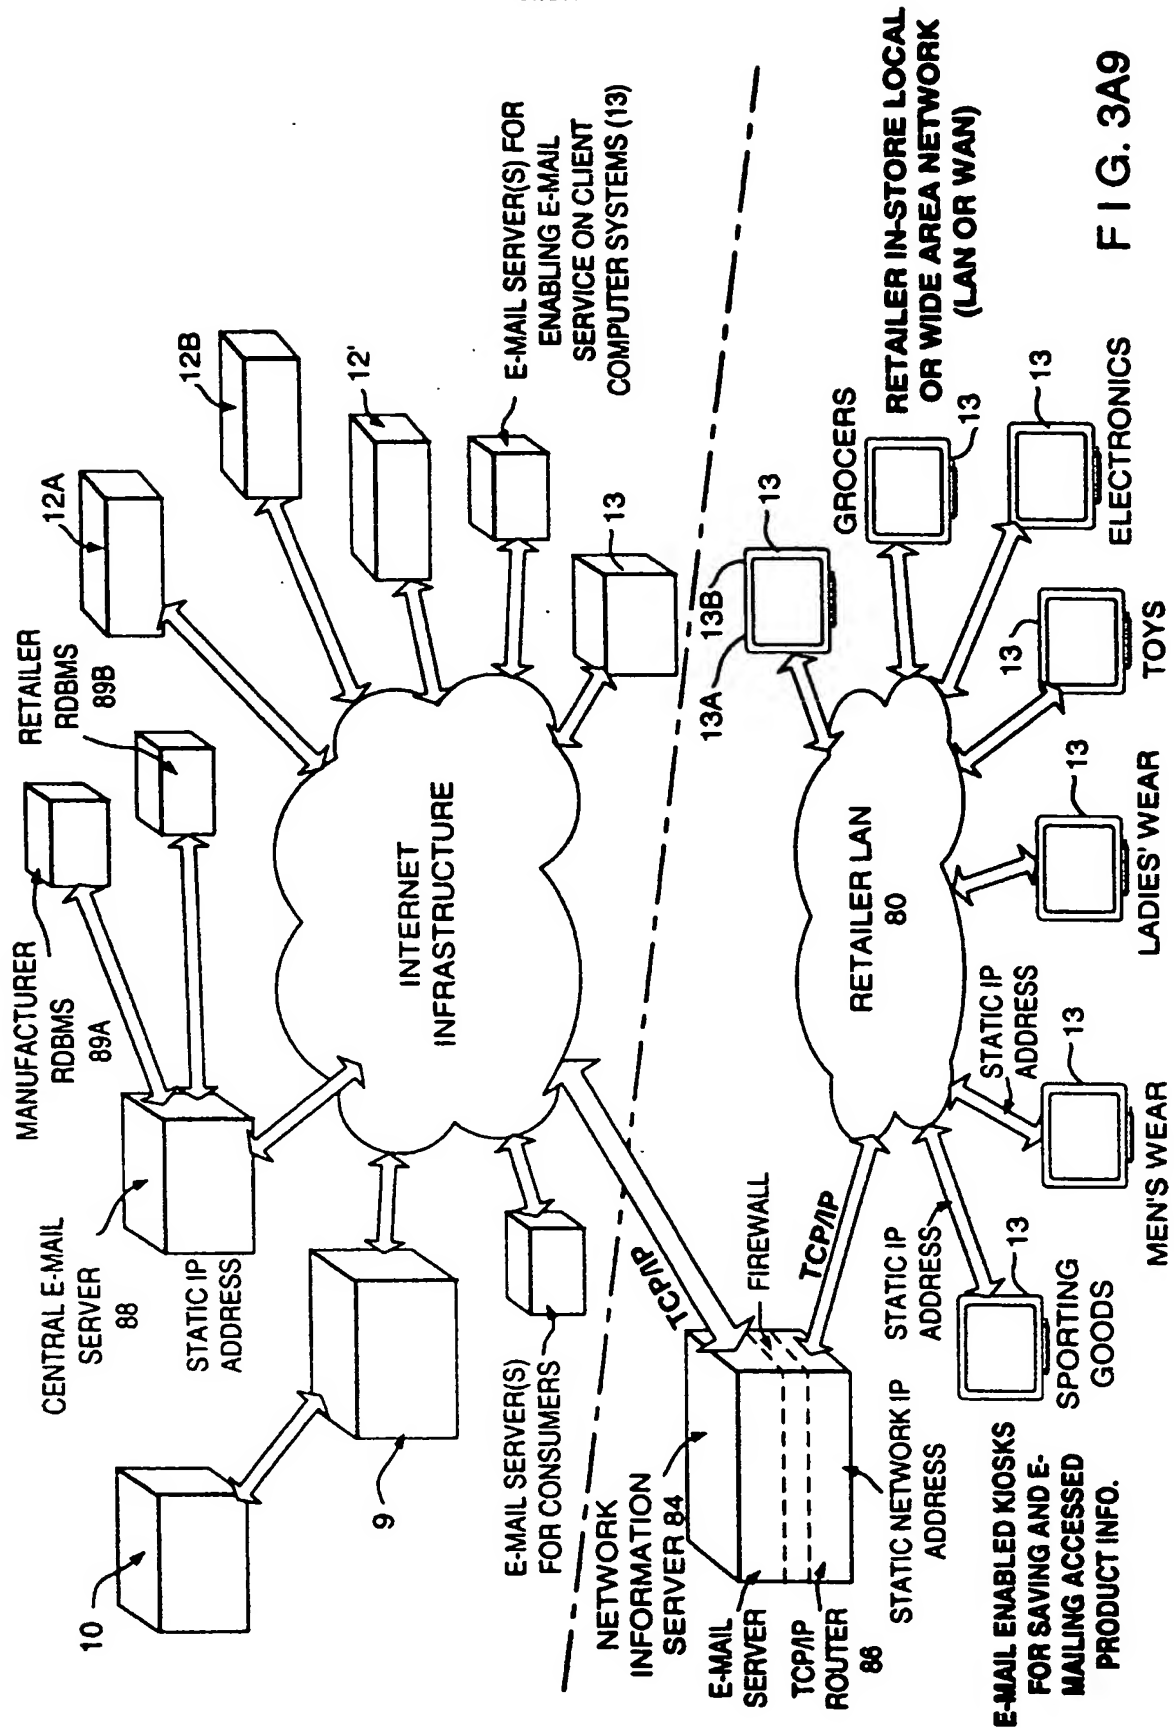 MANUFACTURER
RDBMS
89A
RETAILER
RDBMS
89B
12A
12B
12'
E-MAIL SERVER(S) FOR
ENABLING E-MAIL
SERVICE ON CLIENT
COMPUTER SYSTEMS (13)
13
CENTRAL E-MAIL
SERVER
88
STATIC IP
ADDRESS
10
9
INTERNET
INFRASTRUCTURE
E-MAIL SERVER(S)
FOR CONSUMERS
TCP/IP
NETWORK
INFORMATION
SERVER 84
FIREWALL
E-MAIL
SERVER
TCP/IP
ROUTER
86
STATIC NETWORK IP
ADDRESS
TCP/IP
RETAILER LAN
80
13A
13B
13
GROCERS
13
RETAILER IN-STORE LOCAL
OR WIDE AREA NETWORK
(LAN OR WAN)
STATIC IP
ADDRESS
13
SPORTING
GOODS
STATIC IP
ADDRESS
13
MEN'S WEAR
13
LADIES' WEAR
13
TOYS
13
ELECTRONICS
E-MAIL ENABLED KIOSKS
FOR SAVING AND E-
MAILING ACCESSED
PRODUCT INFO.
FIG. 3A9